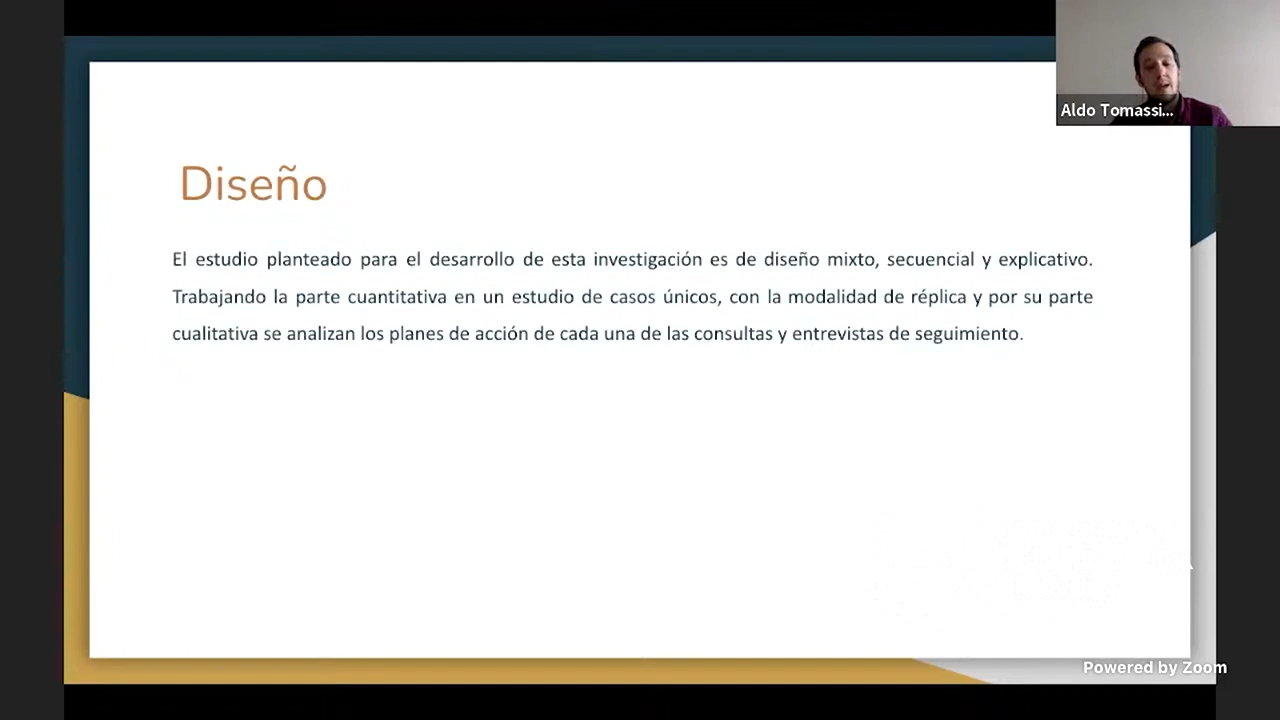 Aldo Tomassi...
Diseño
El estudio planteado para el desarrollo de esta investigación es de diseño mixto, secuencial y explicativo.
Trabajando la parte cuantitativa en un estudio de casos únicos, con la modalidad de réplica y por su parte
cualitativa se analizan los planes de acción de cada una de las consultas y entrevistas de seguimiento.
Powered by Zoom